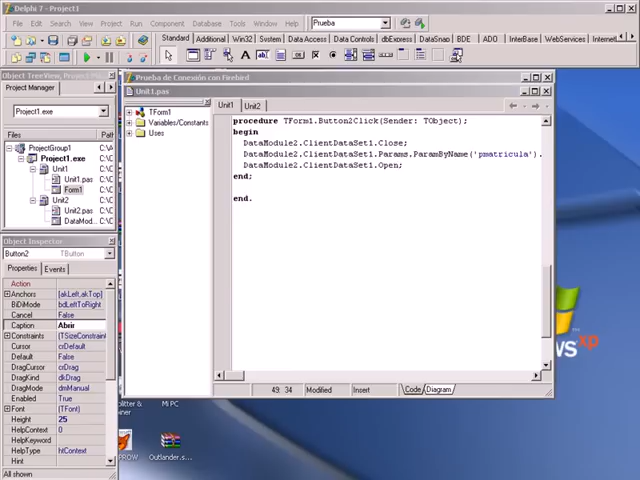 Delphi 7 - Project1
File Edit Search View Project Run Component Tools Window Help
Prueba
Standard Additional Win32 System Data Access Data Controls dbExpress DataSnap BDE ADO InterBase WebServices Internet
Object TreeView
Project Manager
Project1.exe
Files Path
ProjectGroup1 C:\
Project1.exe C:\
Unit1 C:\
Unit1.pas C:\
Form1 C:\
Unit2 C:\
Unit2.pas C:\
DataMod... C:\
Object Inspector
Button2 TButton
Properties Events
Action
Anchors [akLeft,akTop]
BiDiMode bdLeftToRight
Cancel False
Caption Abrir
Constraints (TSizeConstraint
Cursor crDefault
Default False
DragCursor crDrag
DragKind dkDrag
DragMode dmManual
Enabled True
Font (TFont)
Height 25
HelpContext 0
HelpKeyword
HelpType htContext
Hint
All shown
Prueba de Conexión con Firebird
Unit1.pas
TForm1
Variables/Constants
Uses
Unit1 Unit2
procedure TForm1.Button2Click(Sender: TObject);
begin
DataModule2.ClientDataSet1.Close;
DataModule2.ClientDataSet1.Params.ParamByName('pmatricula').
DataModule2.ClientDataSet1.Open;
end;
end.
49: 34 Modified Insert Code Diagram
Mi PC
Outlander.s...
xp